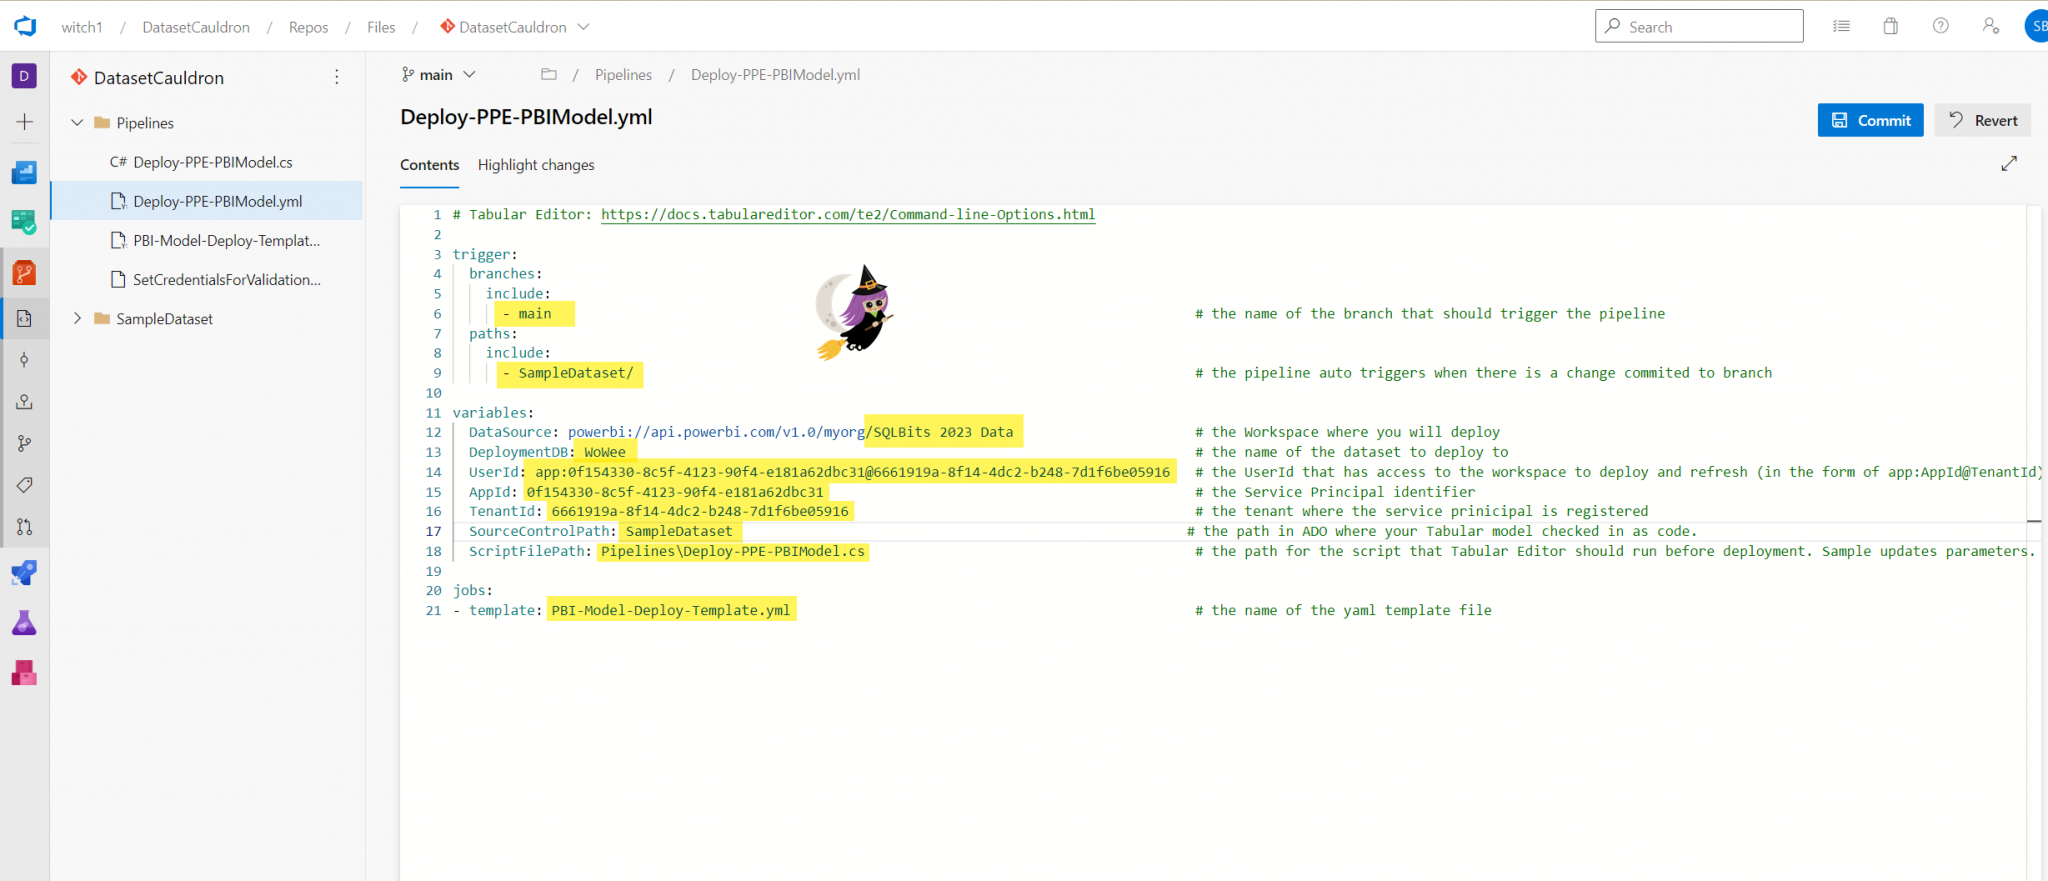 witch1 / DatasetCauldron / Repos / Files / DatasetCauldron
Search
SB
D
DatasetCauldron
Pipelines
C# Deploy-PPE-PBIModel.cs
Deploy-PPE-PBIModel.yml
PBI-Model-Deploy-Templat...
SetCredentialsForValidation...
SampleDataset
main
/ Pipelines / Deploy-PPE-PBIModel.yml
Deploy-PPE-PBIModel.yml
Commit
Revert
Contents Highlight changes
1 # Tabular Editor: https://docs.tabulareditor.com/te2/Command-line-Options.html
2
3 trigger:
4 branches:
5 include:
6 - main # the name of the branch that should trigger the pipeline
7 paths:
8 include:
9 - SampleDataset/ # the pipeline auto triggers when there is a change commited to branch
10
11 variables:
12 DataSource: powerbi://api.powerbi.com/v1.0/myorg/SQLBits 2023 Data # the Workspace where you will deploy
13 DeploymentDB: WoWee # the name of the dataset to deploy to
14 UserId: app:0f154330-8c5f-4123-90f4-e181a62dbc31@6661919a-8f14-4dc2-b248-7d1f6be05916 # the UserId that has access to the workspace to deploy and refresh (in the form of app:AppId@TenantId)
15 AppId: 0f154330-8c5f-4123-90f4-e181a62dbc31 # the Service Principal identifier
16 TenantId: 6661919a-8f14-4dc2-b248-7d1f6be05916 # the tenant where the service prinicipal is registered
17 SourceControlPath: SampleDataset # the path in ADO where your Tabular model checked in as code.
18 ScriptFilePath: Pipelines\Deploy-PPE-PBIModel.cs # the path for the script that Tabular Editor should run before deployment. Sample updates parameters.
19
20 jobs:
21 - template: PBI-Model-Deploy-Template.yml # the name of the yaml template file